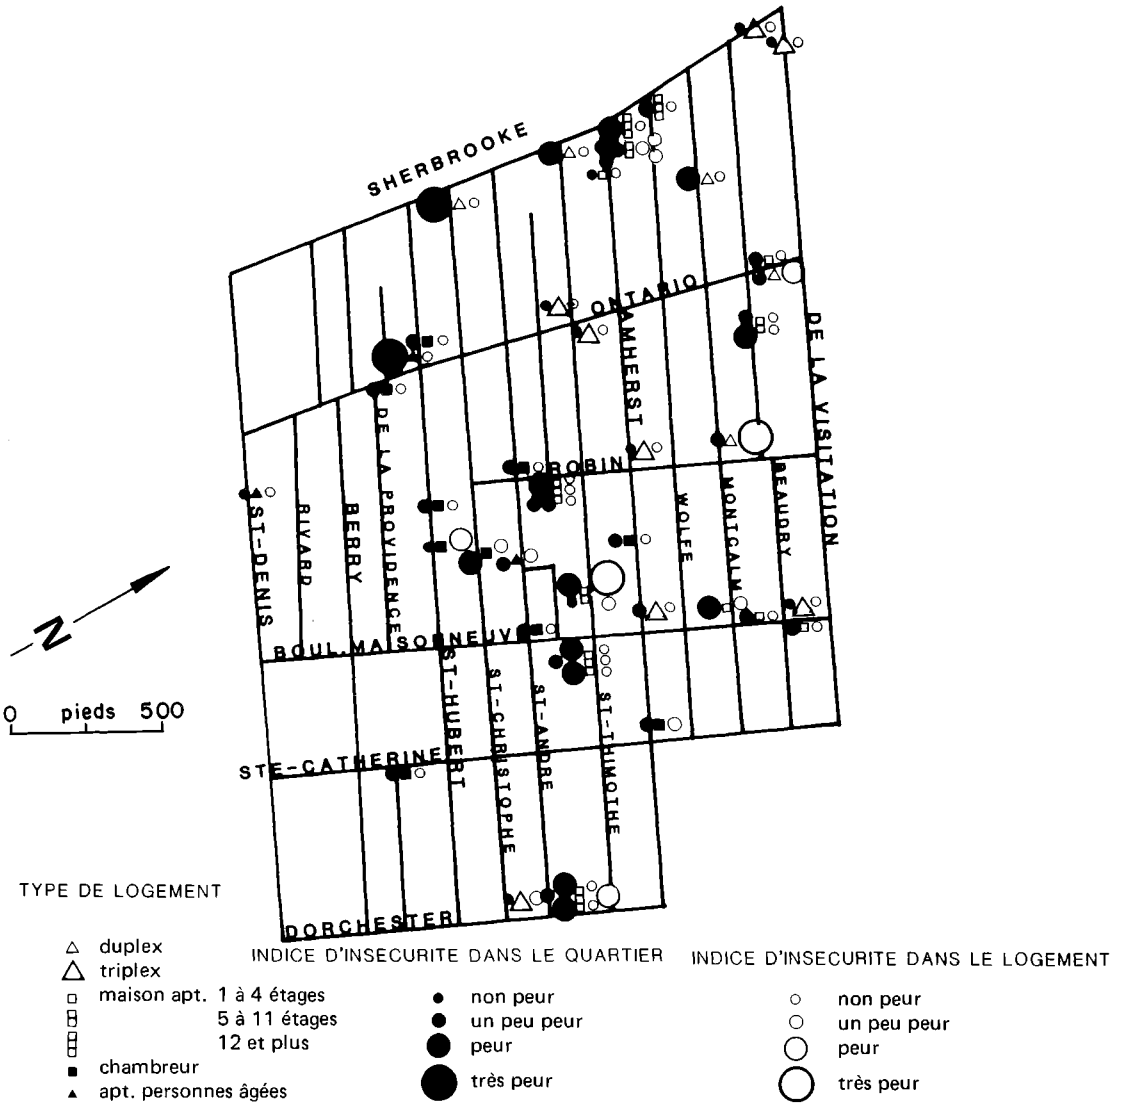 SHERBROOKE
ONTARIO
AMHERST
DE LA VISITATION
DE LA PROVIDENCE
ROBIN
ST-DENIS
RIVARD
BERRY
WOLFE
MONTCALM
BEAUDRY
N
BOUL. MAISONNEUVE
0 pieds 500
ST-HUBERT
ST-CHRISTOPHE
ST-ANDRE
ST-THIMOTHE
STE-CATHERINE
DORCHESTER
TYPE DE LOGEMENT
duplex
triplex
maison apt. 1 à 4 étages
5 à 11 étages
12 et plus
chambreur
apt. personnes âgées
INDICE D'INSECURITE DANS LE QUARTIER
non peur
un peu peur
peur
très peur
INDICE D'INSECURITE DANS LE LOGEMENT
non peur
un peu peur
peur
très peur